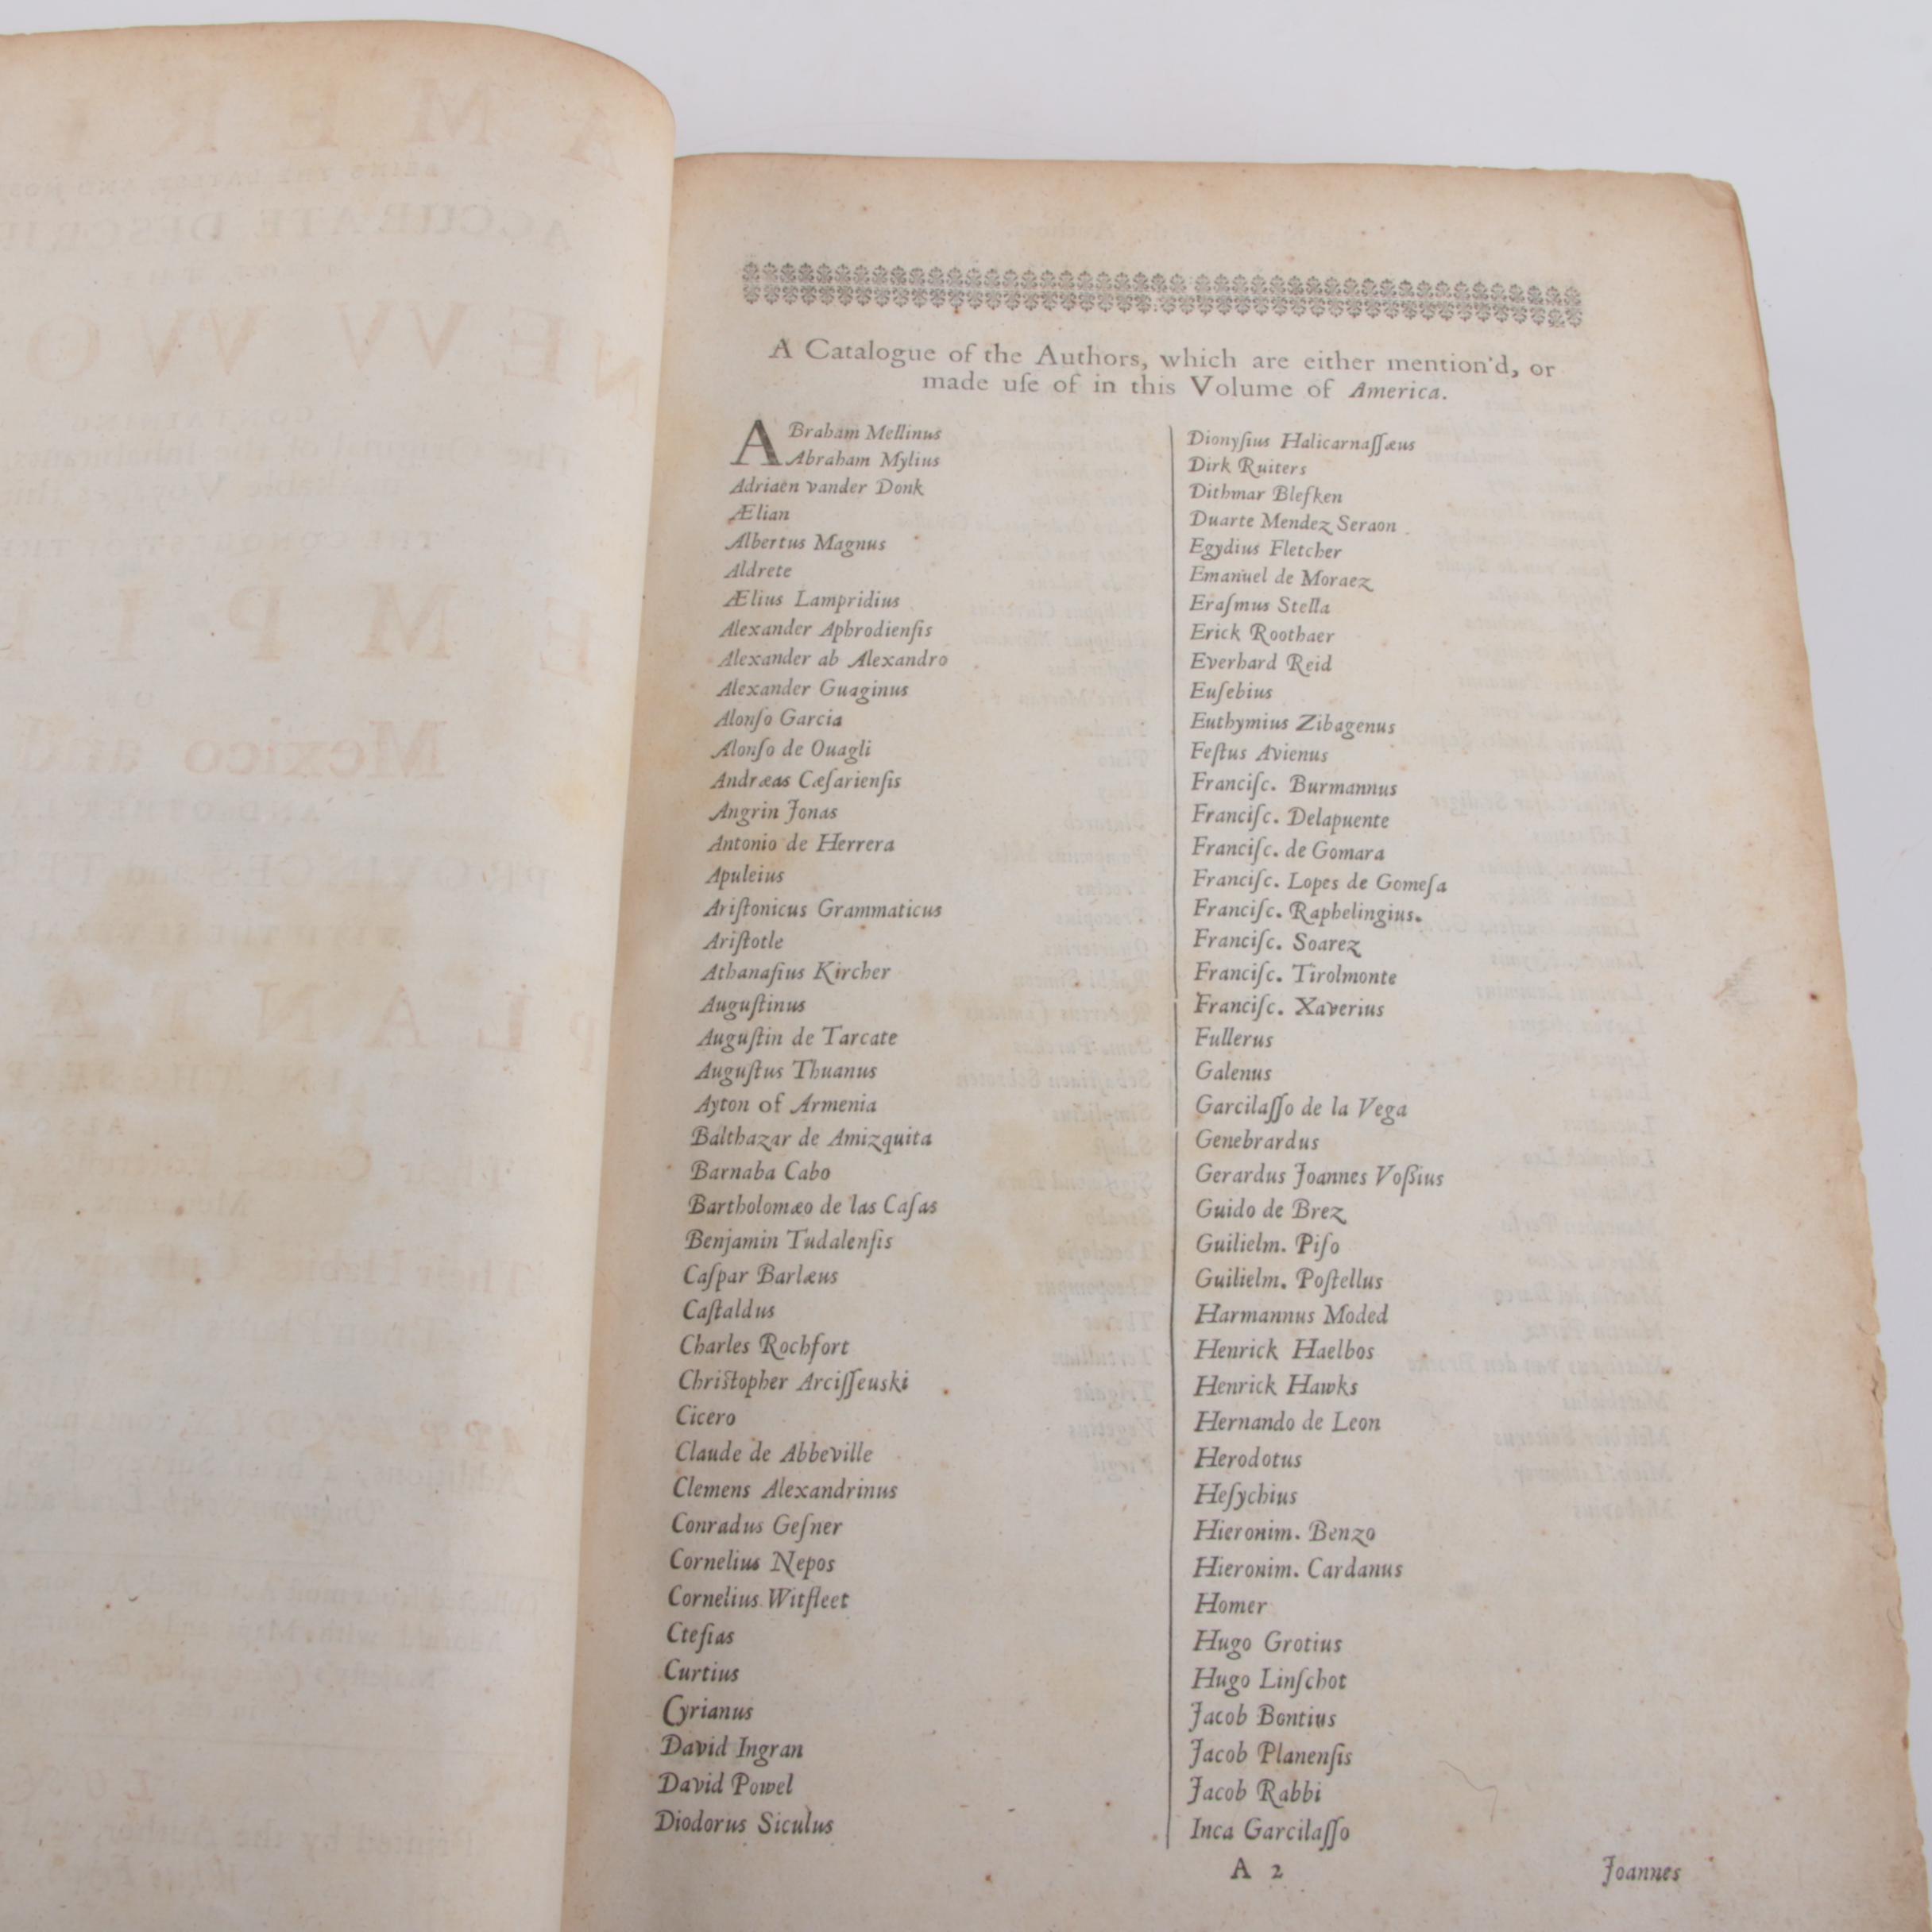 A Catalogue of the Authors, which are either mention'd, or
made uſe of in this Volume of America.
ABraham Mellinus
Abraham Mylius
Adriaen vander Donk
Ælian
Albertus Magnus
Aldrete
Ælius Lampridius
Alexander Aphrodienſis
Alexander ab Alexandro
Alexander Guaginus
Alonſo Garcia
Alonſo de Ouagli
Andræas Cæſarienſis
Angrin Jonas
Antonio de Herrera
Apuleius
Ariſtonicus Grammaticus
Ariſtotle
Athanaſius Kircher
Auguſtinus
Auguſtin de Tarcate
Auguſtus Thuanus
Ayton of Armenia
Balthazar de Amizquita
Barnaba Cabo
Bartholomæo de las Caſas
Benjamin Tudalenſis
Caſpar Barlæus
Caſtaldus
Charles Rochfort
Chriſtopher Arciſſeuski
Cicero
Claude de Abbeville
Clemens Alexandrinus
Conradus Geſner
Cornelius Nepos
Cornelius Witfleet
Cteſias
Curtius
Cyrianus
David Ingran
David Powel
Diodorus Siculus
Dionyſius Halicarnaſſæus
Dirk Ruiters
Dithmar Blefken
Duarte Mendez Seraon
Egydius Fletcher
Emanuel de Moraez
Eraſmus Stella
Erick Roothaer
Everhard Reid
Euſebius
Euthymius Zibagenus
Feſtus Avienus
Franciſc. Burmannus
Franciſc. Delapuente
Franciſc. de Gomara
Franciſc. Lopes de Gomeſa
Franciſc. Raphelingius.
Franciſc. Soarez
Franciſc. Tirolmonte
Franciſc. Xaverius
Fullerus
Galenus
Garcilaſſo de la Vega
Genebrardus
Gerardus Joannes Voßius
Guido de Brez
Guilielm. Piſo
Guilielm. Poſtellus
Harmannus Moded
Henrick Haelbos
Henrick Hawks
Hernando de Leon
Herodotus
Heſychius
Hieronim. Benzo
Hieronim. Cardanus
Homer
Hugo Grotius
Hugo Linſchot
Jacob Bontius
Jacob Planenſis
Jacob Rabbi
Inca Garcilaſſo
A 2
Joannes